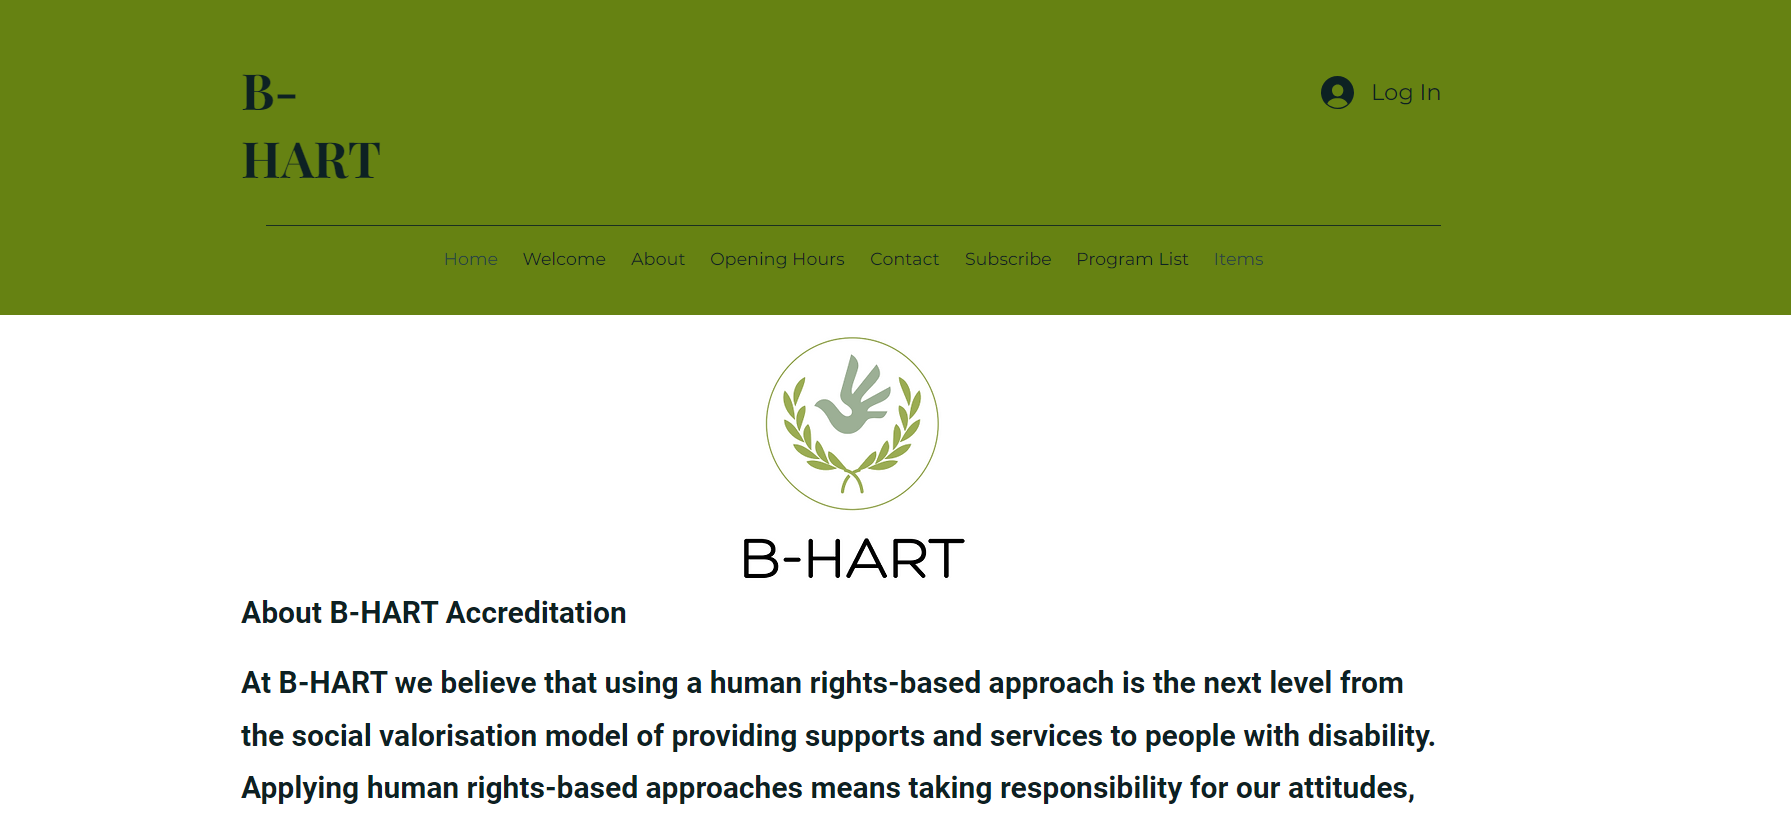 B-
HART
Log In
Home Welcome About Opening Hours Contact Subscribe Program List Items
B-HART
About B-HART Accreditation
At B-HART we believe that using a human rights-based approach is the next level from
the social valorisation model of providing supports and services to people with disability.
Applying human rights-based approaches means taking responsibility for our attitudes,